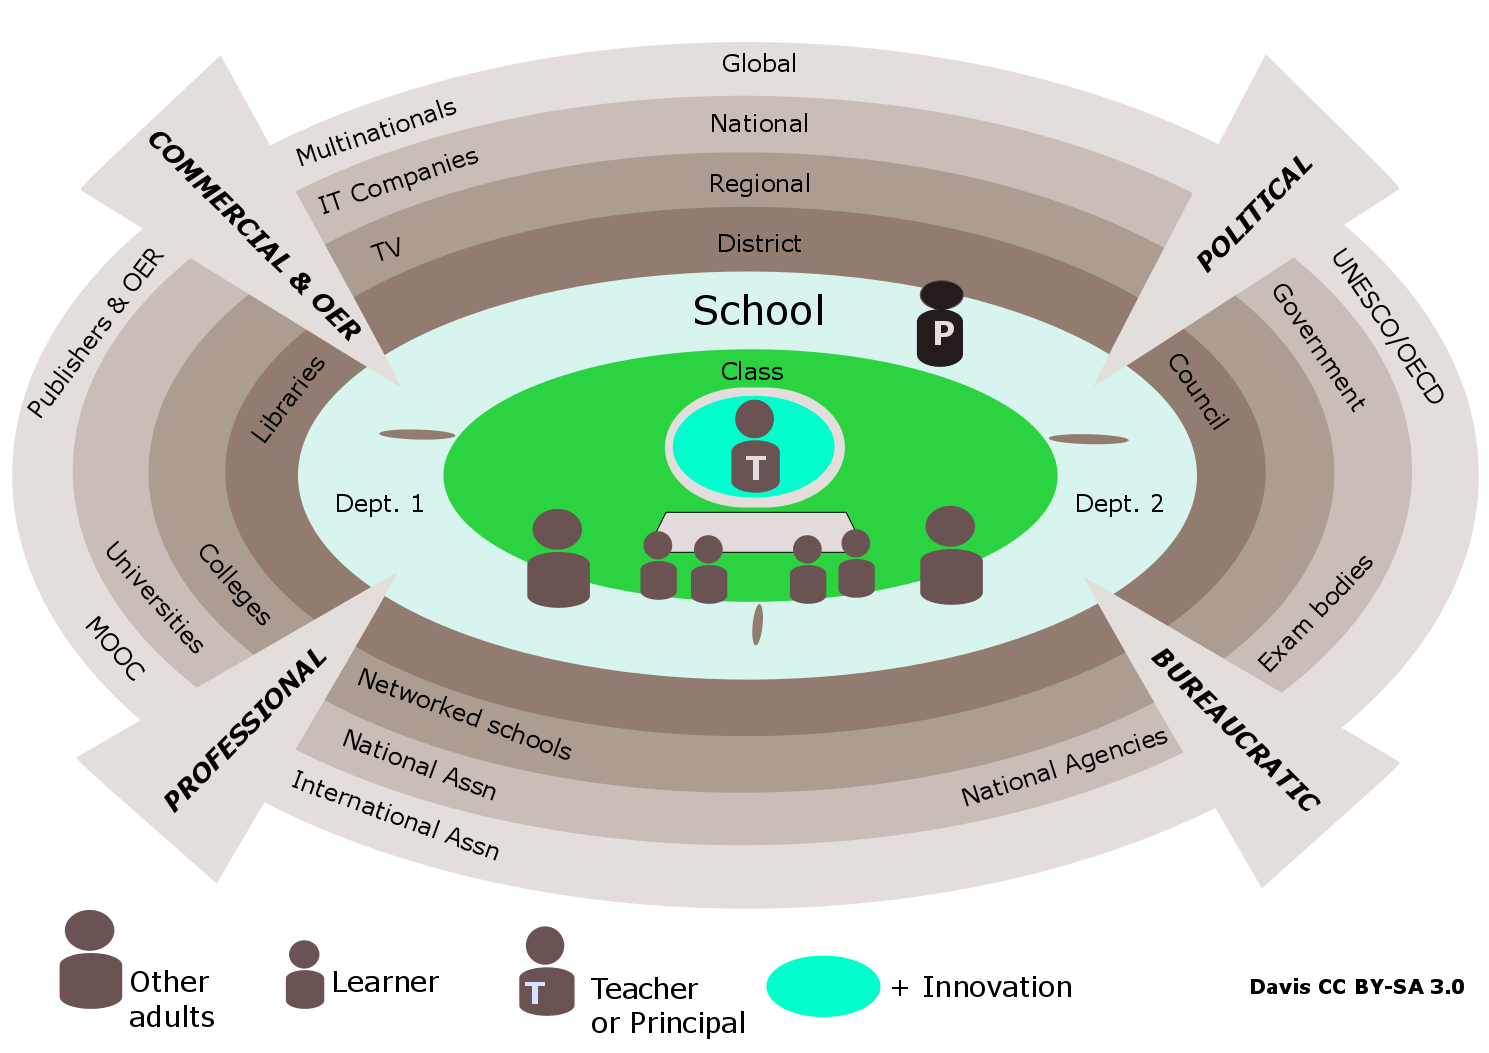 Global
National
Regional
District
School
Class
Multinationals
IT Companies
TV
COMMERCIAL & OER
POLITICAL
Publishers & OER
Libraries
UNESCO/OECD
Government
Council
P
T
Dept. 1
Dept. 2
Universities
Colleges
MOOC
Exam bodies
PROFESSIONAL
BUREAUCRATIC
Networked schools
National Assn
International Assn
National Agencies
Other
adults
Learner
T
Teacher
or Principal
+ Innovation
Davis CC BY-SA 3.0